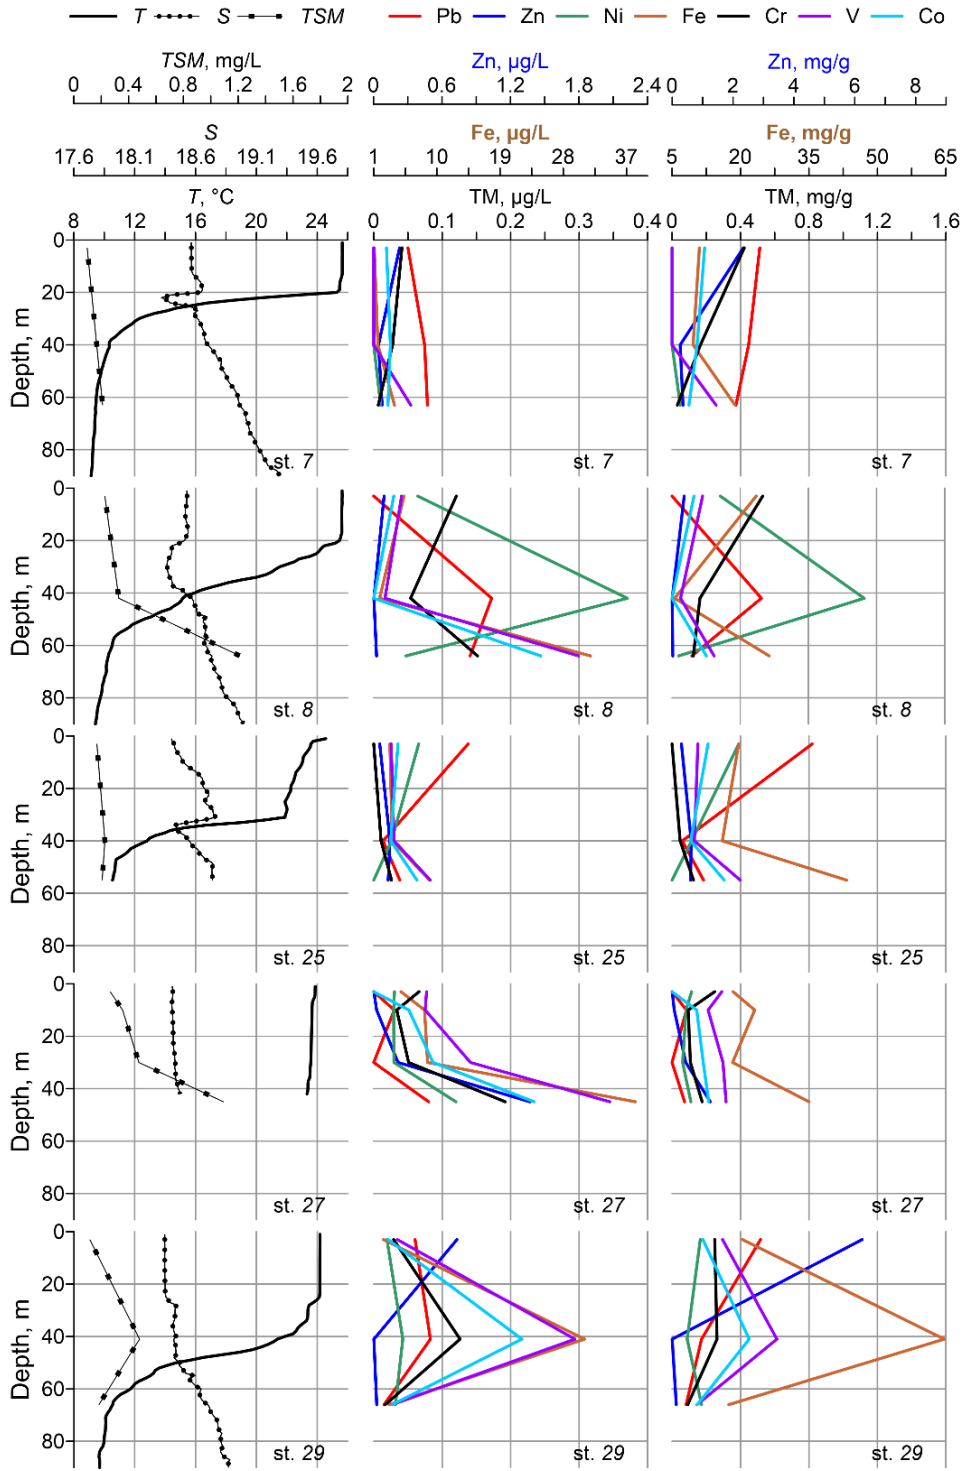 T S TSM Pb Zn Ni Fe Cr V Co
TSM, mg/L Zn, µg/L Zn, mg/g
0 0.4 0.8 1.2 1.6 2 0 0.6 1.2 1.8 2.4 0 2 4 6 8
S Fe, µg/L Fe, mg/g
17.6 18.1 18.6 19.1 19.6 1 10 19 28 37 5 20 35 50 65
T, °C TM, µg/L TM, mg/g
8 12 16 20 24 0 0.1 0.2 0.3 0.4 0 0.4 0.8 1.2 1.6
0
20
40
60
80
Depth, m
st. 7 st. 7 st. 7
0
20
40
60
80
Depth, m
st. 8 st. 8 st. 8
0
20
40
60
80
Depth, m
st. 25 st. 25 st. 25
0
20
40
60
80
Depth, m
st. 27 st. 27 st. 27
0
20
40
60
80
Depth, m
st. 29 st. 29 st. 29